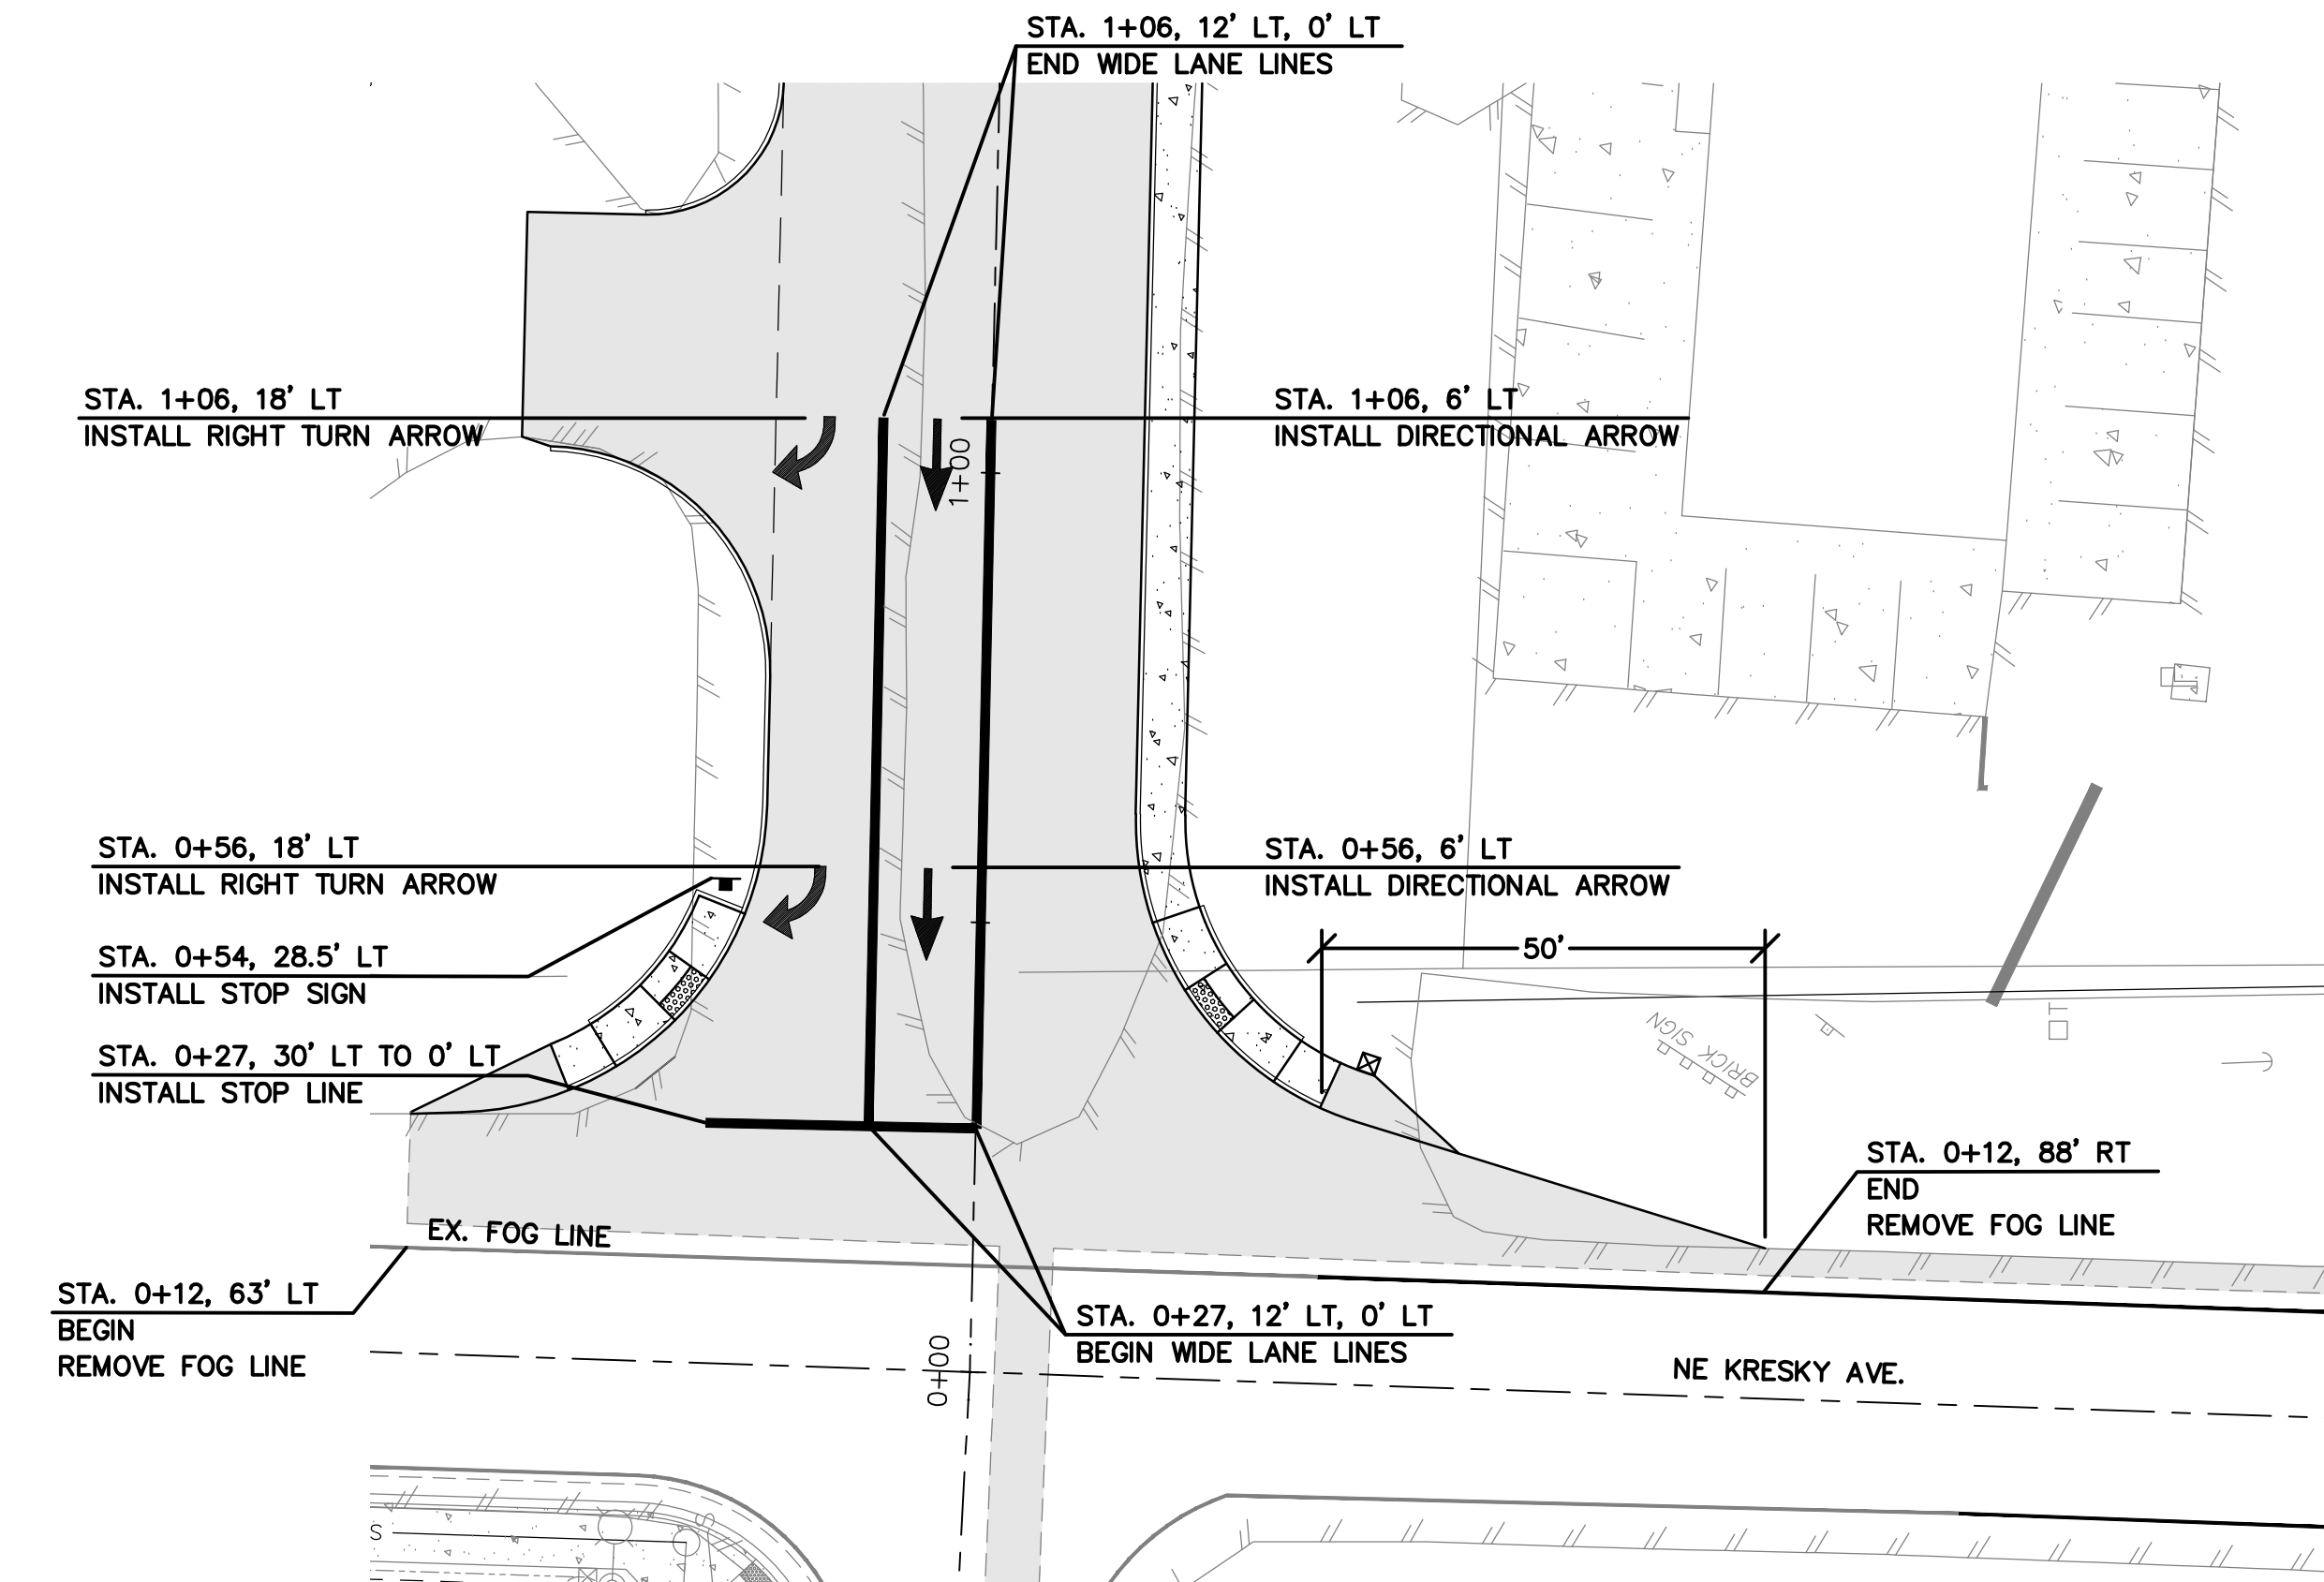 STA. 1+06, 12' LT, 0' LT
END WIDE LANE LINES
STA. 1+06, 18' LT
INSTALL RIGHT TURN ARROW
STA. 1+06, 6' LT
INSTALL DIRECTIONAL ARROW
1+00
STA. 0+56, 18' LT
INSTALL RIGHT TURN ARROW
STA. 0+56, 6' LT
INSTALL DIRECTIONAL ARROW
50'
STA. 0+54, 28.5' LT
INSTALL STOP SIGN
BRICK SIGN
STA. 0+27, 30' LT TO 0' LT
INSTALL STOP LINE
STA. 0+12, 88' RT
END
REMOVE FOG LINE
EX. FOG LINE
STA. 0+12, 63' LT
BEGIN
REMOVE FOG LINE
STA. 0+27, 12' LT, 0' LT
BEGIN WIDE LANE LINES
0+00
NE KRESKY AVE.
S
S